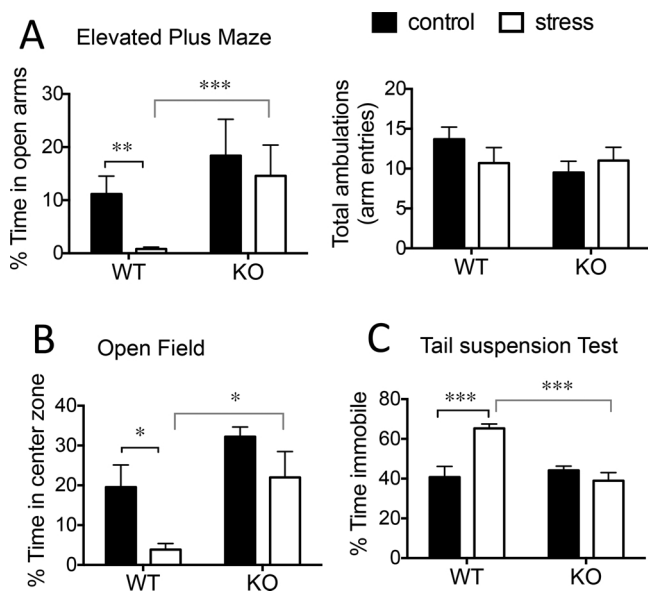 A Elevated Plus Maze
control stress
% Time in open arms
30
20
10
0
**
***
WT KO
Total ambulations
(arm entries)
20
15
10
5
0
WT KO
B Open Field
% Time in center zone
40
30
20
10
0
*
*
WT KO
C Tail suspension Test
% Time immobile
80
60
40
20
0
***
***
WT KO